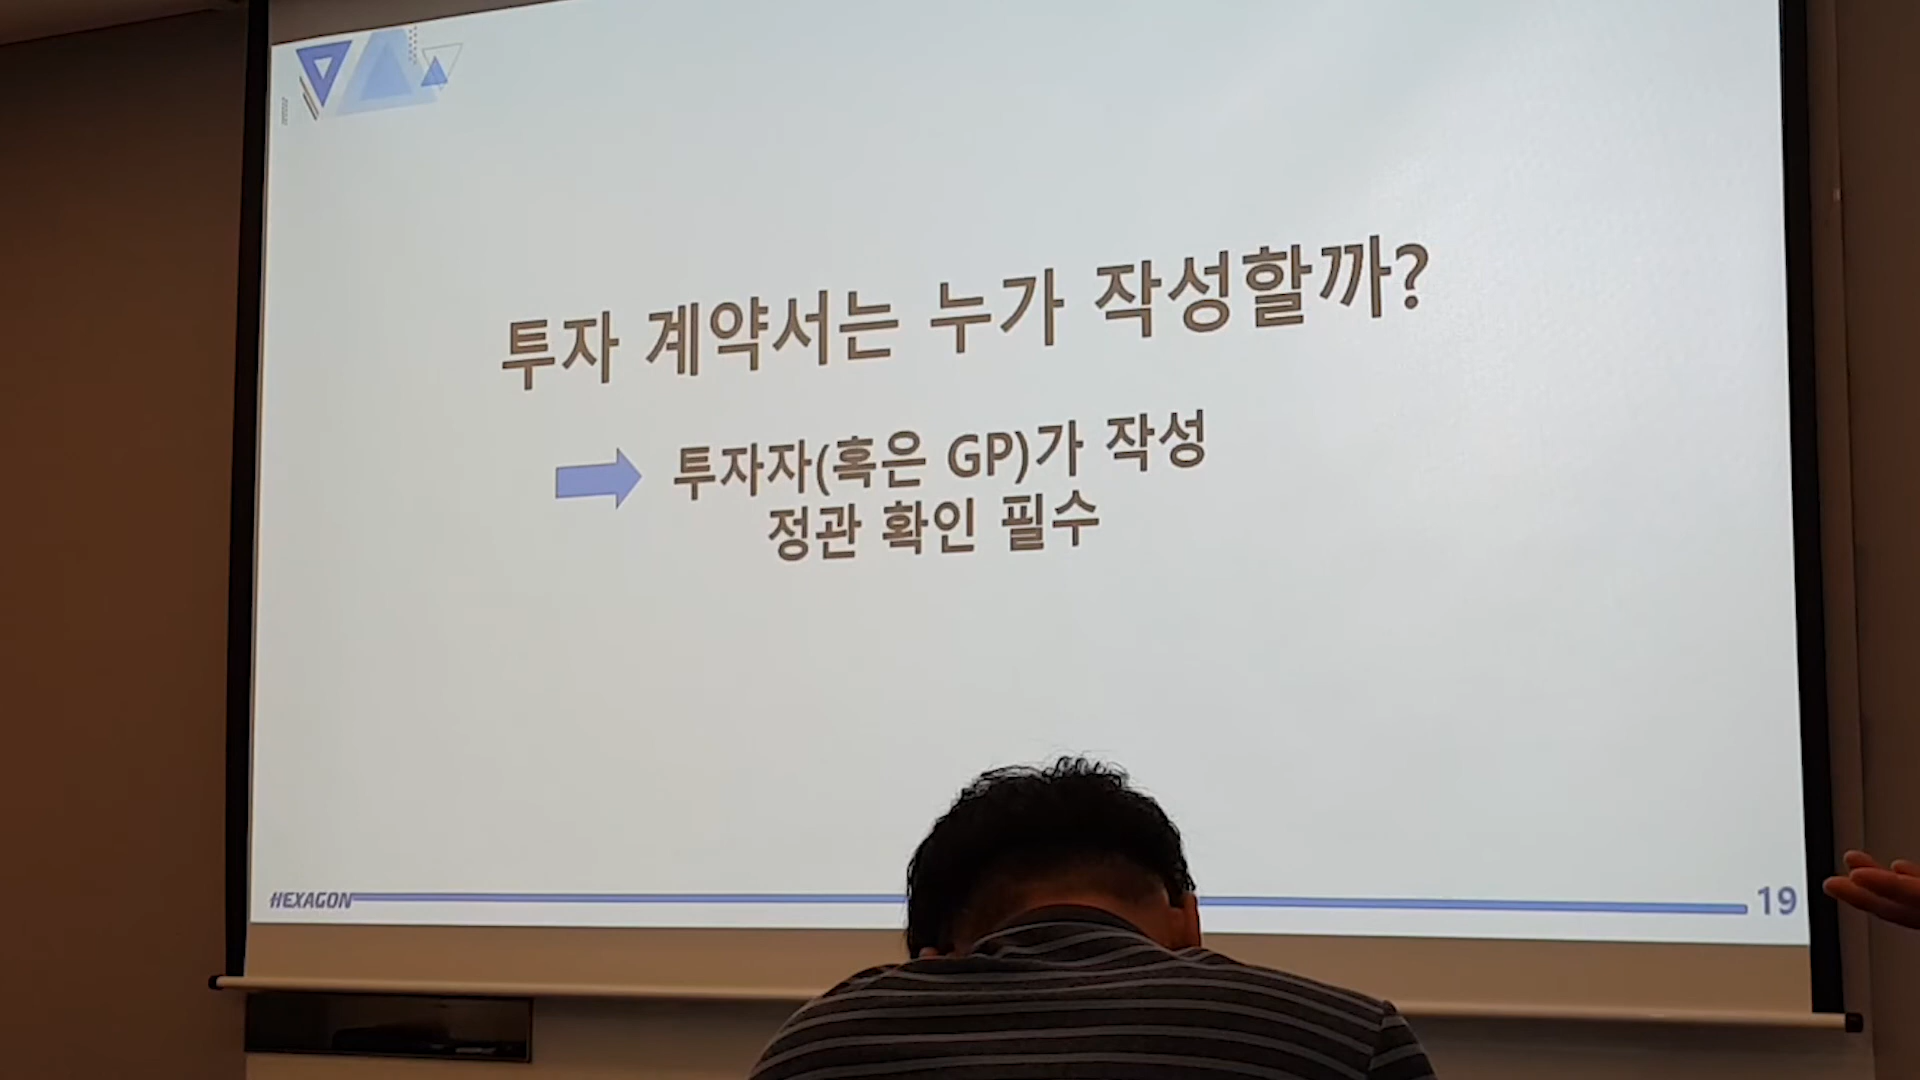 투자 계약서는 누가 작성할까?
투자자(혹은 GP)가 작성
정관 확인 필수
HEXAGON
19